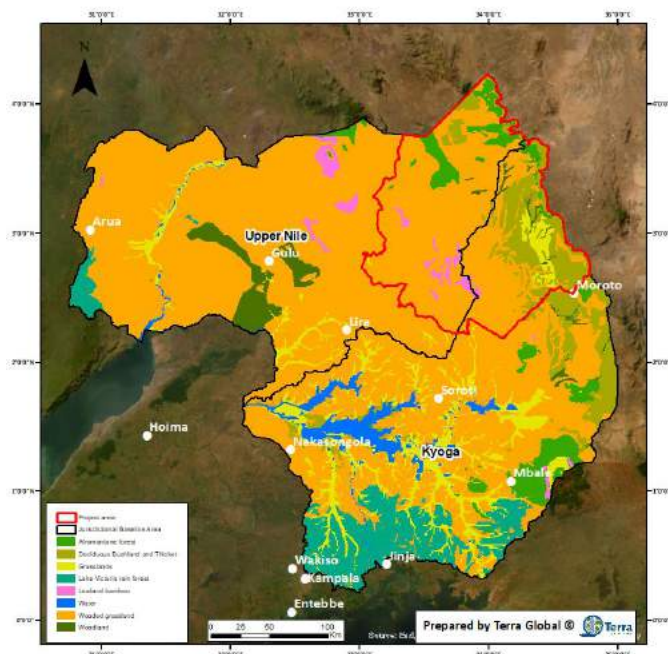 N
Arua
Upper Nile
Gulu
Moroto
Lira
Soroti
Hoima
Nakasongola
Kyoga
Mbale
Project areas
Jurisdictional Baseline Area
Afromontane forest
Deciduous Bushland and Thicket
Grasslands
Lake Victoria rain forest
Lowland bamboo
Water
Wooded grassland
Woodland
Wakiso
Jinja
Kampala
Entebbe
0 25 50 100
Km
Prepared by Terra Global ©
Terra